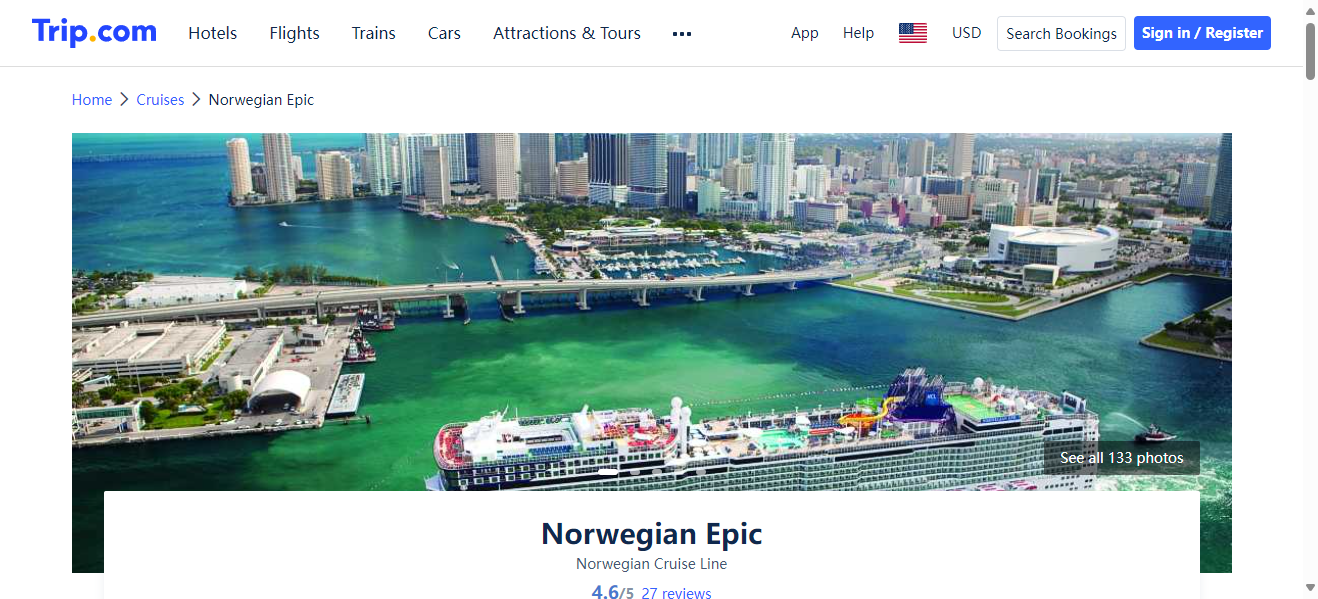 Trip.com Hotels Flights Trains Cars Attractions & Tours ••• App Help USD Search Bookings Sign in / Register
Home > Cruises > Norwegian Epic
NCL
See all 133 photos
Norwegian Epic
Norwegian Cruise Line
4.6/5 27 reviews